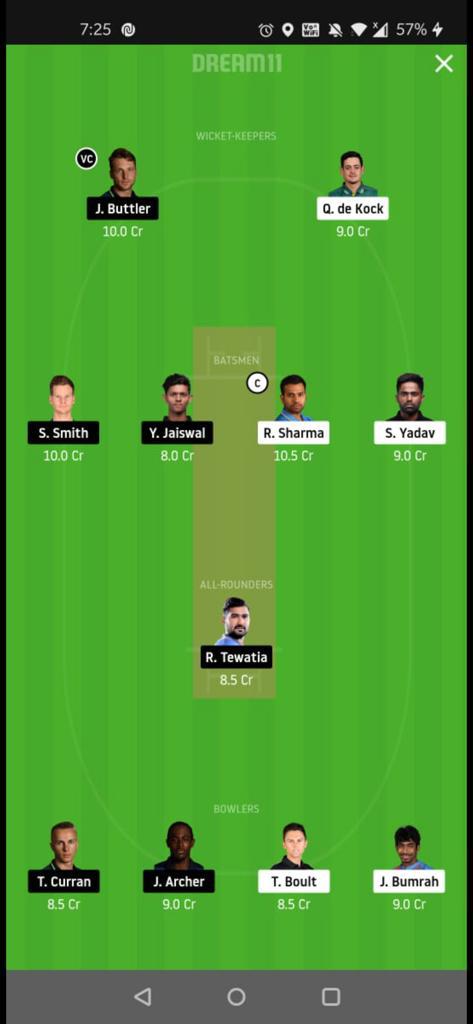 7:25
57%
DREAM11
WICKET-KEEPERS
VC
J. Buttler
Q. de Kock
10.0 Cr
9.0 Cr
BATSMEN
C
S. Smith
Y. Jaiswal
R. Sharma
S. Yadav
10.0 Cr
8.0 Cr
10.5 Cr
9.0 Cr
ALL-ROUNDERS
R. Tewatia
8.5 Cr
BOWLERS
T. Curran
J. Archer
T. Boult
J. Bumrah
8.5 Cr
9.0 Cr
8.5 Cr
9.0 Cr